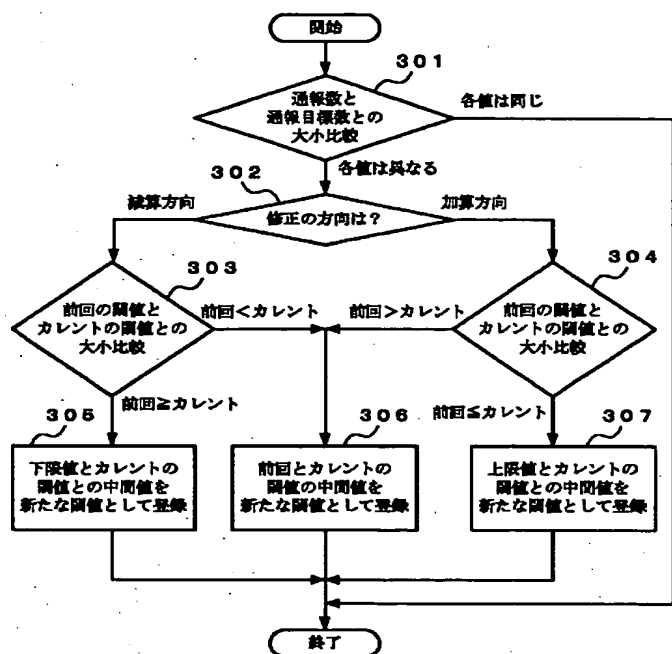 開始
301
通報数と
通報目標数との
大小比較
各値は同じ
各値は異なる
302
修正の方向は?
減算方向
加算方向
303
前回の閾値と
カレントの閾値との
大小比較
前回<カレント
前回>カレント
304
前回の閾値と
カレントの閾値との
大小比較
前回≧カレント
前回≦カレント
305
下限値とカレントの
閾値との中間値を
新たな閾値として登録
306
前回とカレントの
閾値の中間値を
新たな閾値として登録
307
上限値とカレントの
閾値との中間値を
新たな閾値として登録
終了